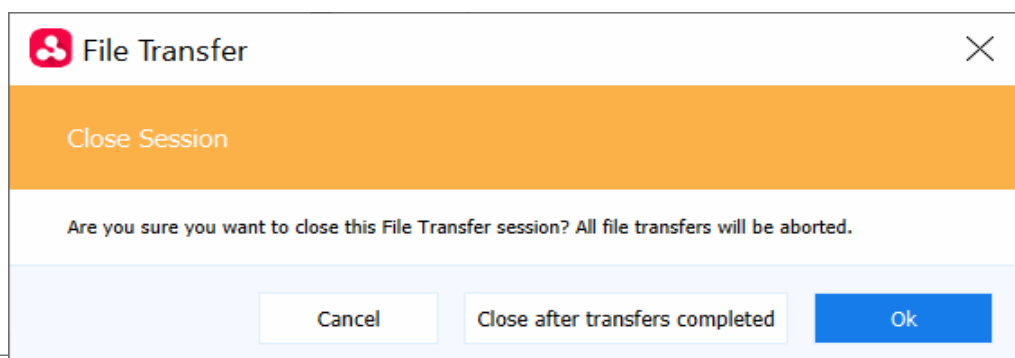 File Transfer
Close Session
Are you sure you want to close this File Transfer session? All file transfers will be aborted.
Cancel
Close after transfers completed
Ok